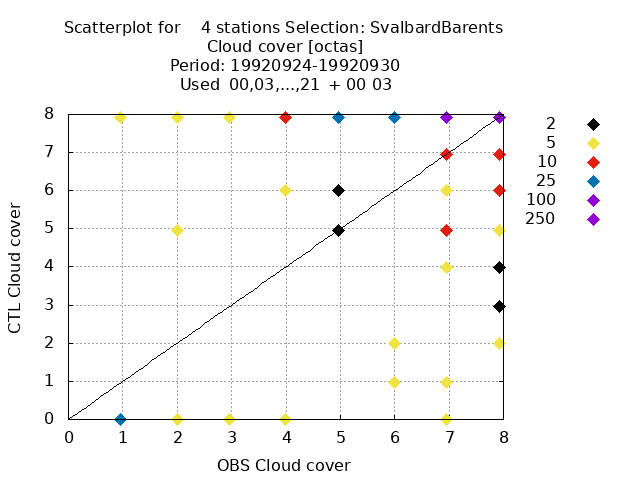 Scatterplot for    4 stations Selection: SvalbardBarents
Cloud cover [octas]
Period: 19920924-19920930
Used  00,03,...,21  + 00 03
8
7
6
5
4
3
2
1
0
CTL Cloud cover
0 1 2 3 4 5 6 7 8
OBS Cloud cover
2
5
10
25
100
250